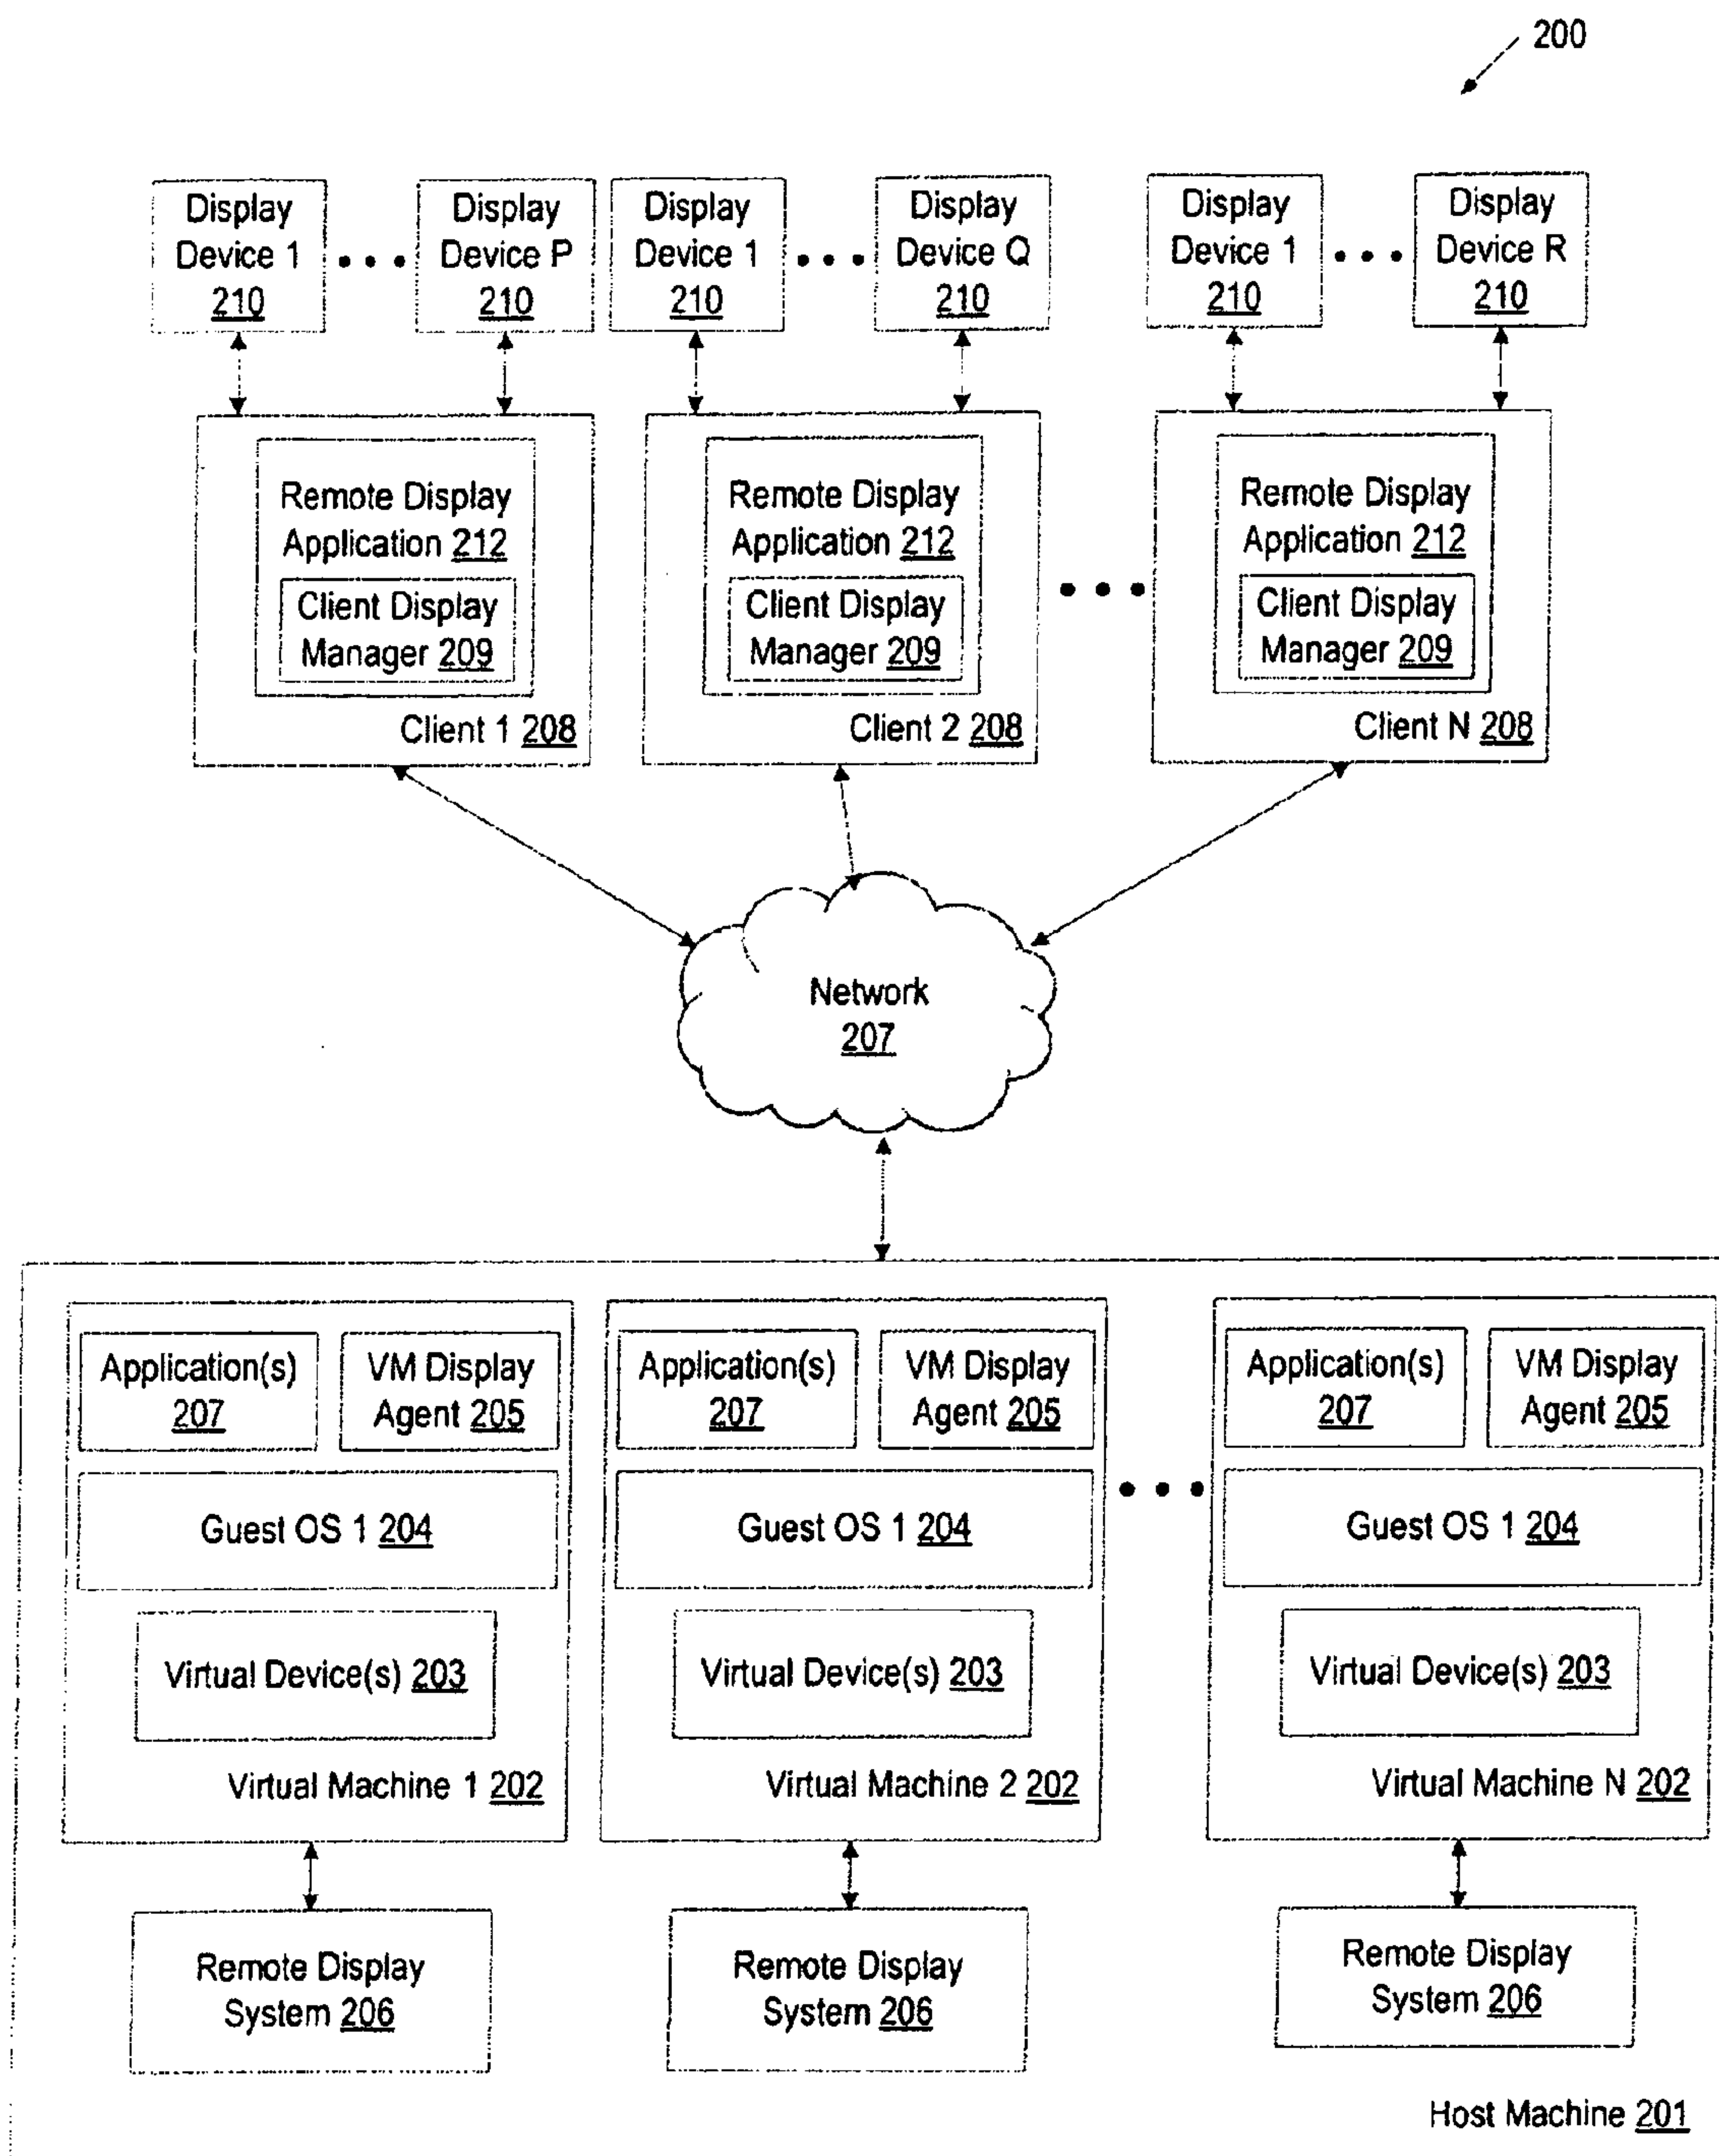 200
Display
Device 1
210
Display
Device P
210
Display
Device 1
210
Display
Device Q
210
Display
Device 1
210
Display
Device R
210
Remote Display
Application 212
Client Display
Manager 209
Client 1 208
Remote Display
Application 212
Client Display
Manager 209
Client 2 208
Remote Display
Application 212
Client Display
Manager 209
Client N 208
Network
207
Application(s)
207
VM Display
Agent 205
Guest OS 1 204
Virtual Device(s) 203
Virtual Machine 1 202
Application(s)
207
VM Display
Agent 205
Guest OS 1 204
Virtual Device(s) 203
Virtual Machine 2 202
Application(s)
207
VM Display
Agent 205
Guest OS 1 204
Virtual Device(s) 203
Virtual Machine N 202
Remote Display
System 206
Remote Display
System 206
Remote Display
System 206
Host Machine 201